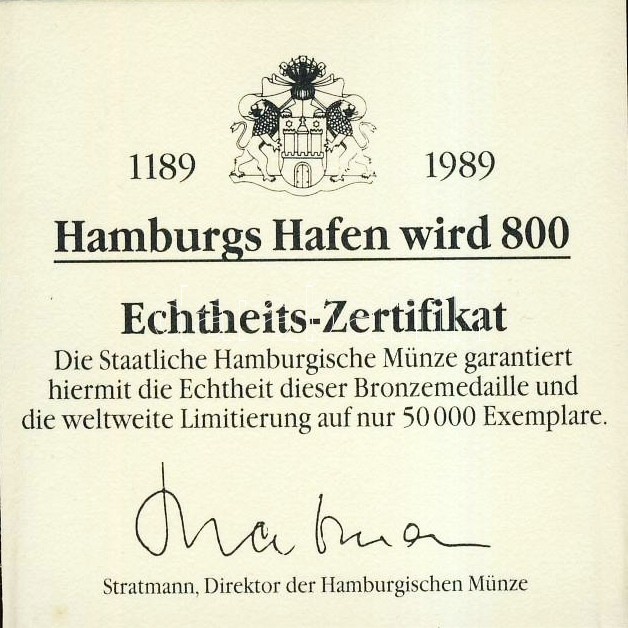 1189 1989
Hamburgs Hafen wird 800
Echtheits-Zertifikat
Die Staatliche Hamburgische Münze garantiert
hiermit die Echtheit dieser Bronzemedaille und
die weltweite Limitierung auf nur 50 000 Exemplare.
Stratmann
Stratmann, Direktor der Hamburgischen Münze